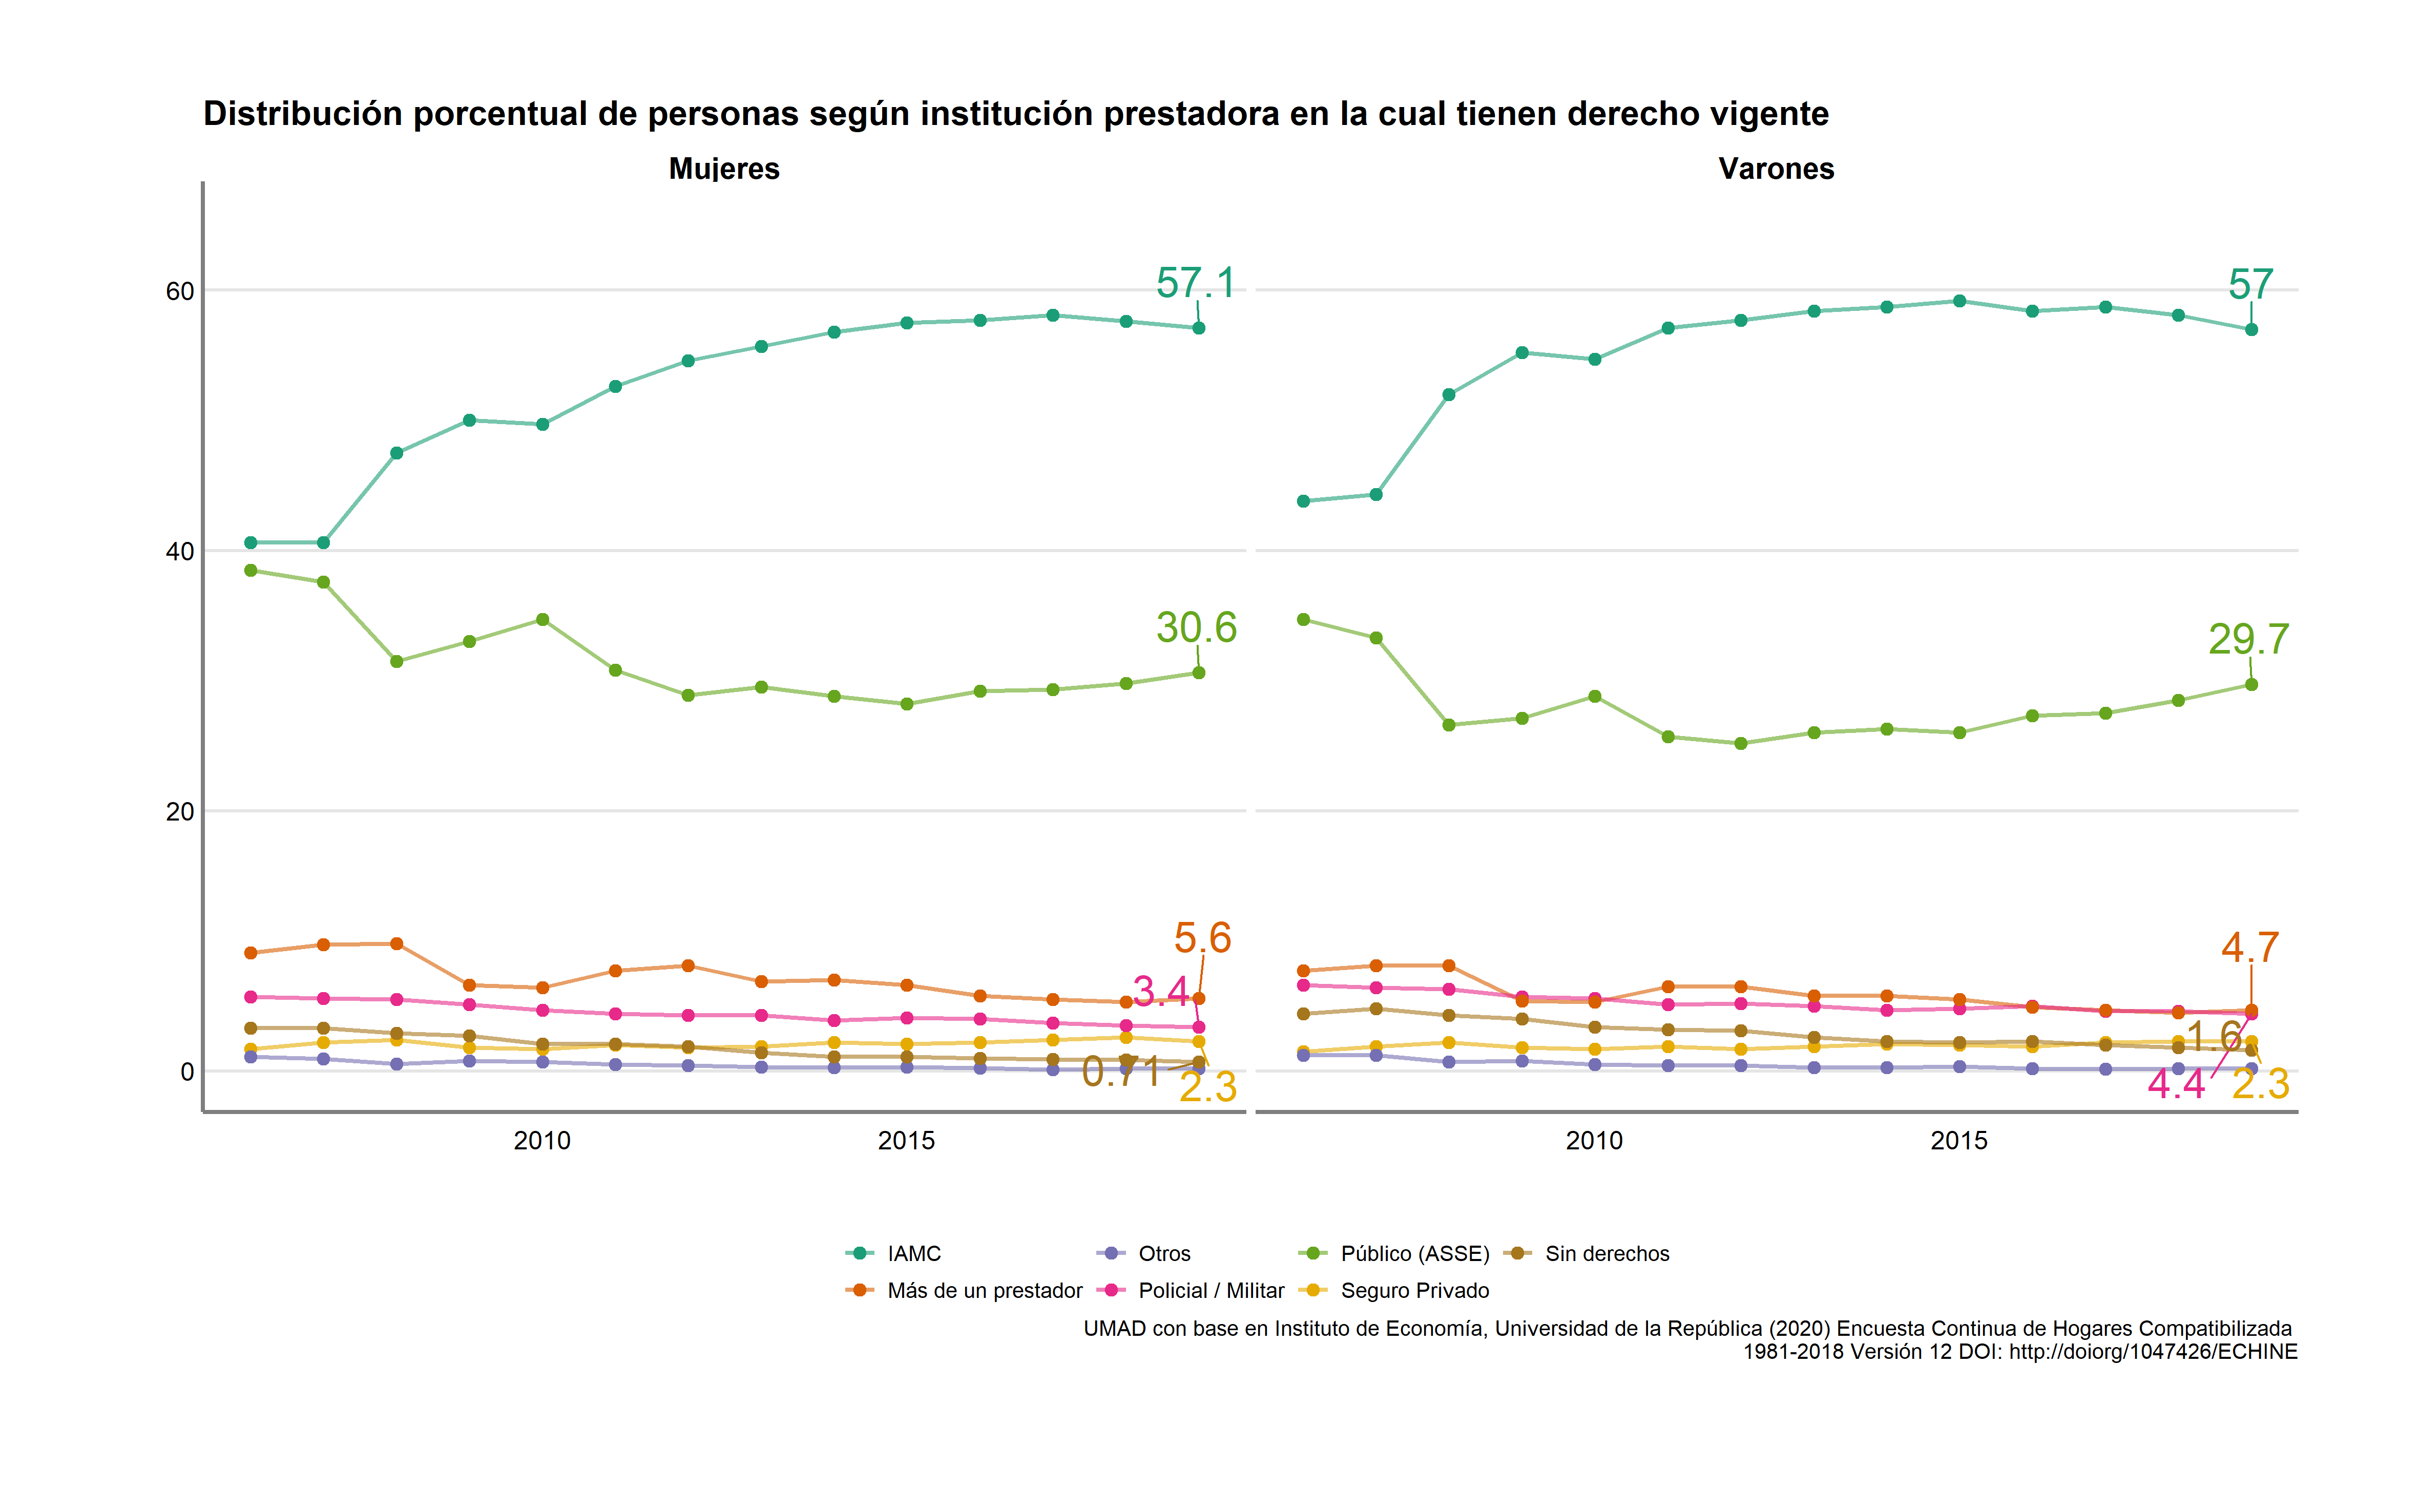 Distribución porcentual de personas según institución prestadora en la cual tienen derecho vigente
Mujeres
Varones
60
40
20
0
57.1
30.6
5.6
3.4
0.71
2.3
57
29.7
4.7
1.6
4.4
2.3
2010
2015
2010
2015
IAMC
Otros
Público (ASSE)
Sin derechos
Más de un prestador
Policial / Militar
Seguro Privado
UMAD con base en Instituto de Economía, Universidad de la República (2020) Encuesta Continua de Hogares Compatibilizada
1981-2018 Versión 12 DOI: http://doiorg/1047426/ECHINE